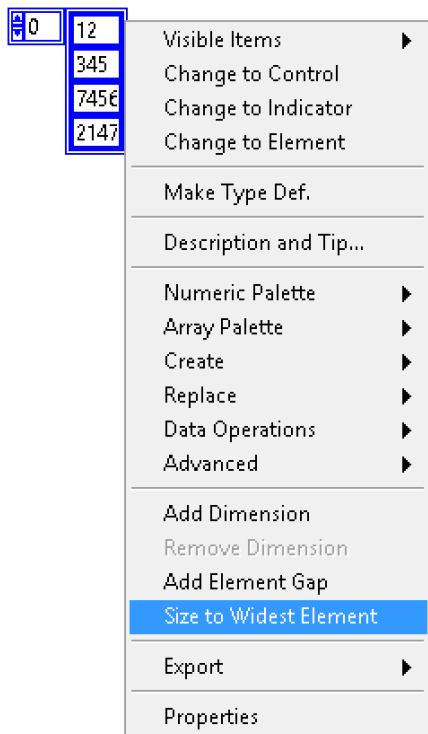 0
12
345
7456
2147
Visible Items
Change to Control
Change to Indicator
Change to Element
Make Type Def.
Description and Tip...
Numeric Palette
Array Palette
Create
Replace
Data Operations
Advanced
Add Dimension
Remove Dimension
Add Element Gap
Size to Widest Element
Export
Properties